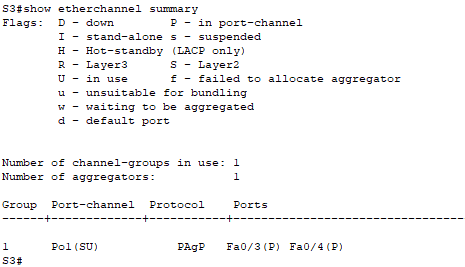 S3#show etherchannel summary
Flags:  D - down        P - in port-channel
        I - stand-alone s - suspended
        H - Hot-standby (LACP only)
        R - Layer3      S - Layer2
        U - in use      f - failed to allocate aggregator
        u - unsuitable for bundling
        w - waiting to be aggregated
        d - default port
Number of channel-groups in use: 1
Number of aggregators:           1
Group  Port-channel  Protocol    Ports
------+-------------+-----------+----------------------------------------------
1      Po1(SU)           PAgP   Fa0/3(P) Fa0/4(P)
S3#